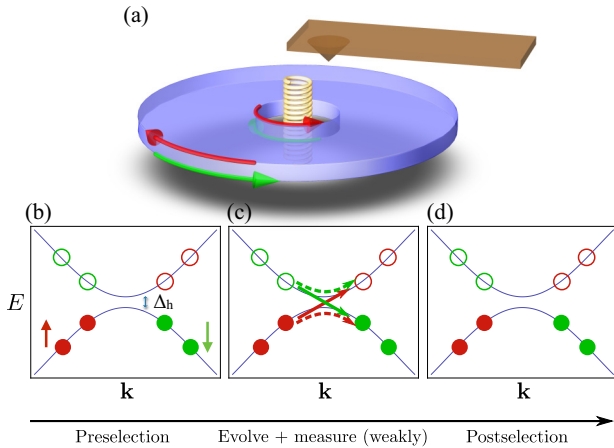 (a)
(b) (c) (d)
Δh
E
k k k
Preselection Evolve + measure (weakly) Postselection